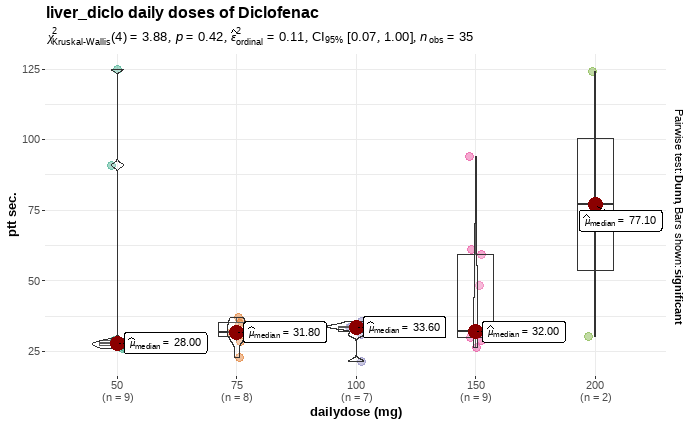 liver_diclo daily doses of Diclofenac
χ²Kruskal-Wallis(4) = 3.88, p = 0.42, ε̂²ordinal = 0.11, CI95% [0.07, 1.00], nobs = 35
ptt sec.
125
100
75
50
25
μ̂median = 28.00
μ̂median = 31.80
μ̂median = 33.60
μ̂median = 32.00
μ̂median = 77.10
50
(n = 9)
75
(n = 8)
100
(n = 7)
150
(n = 9)
200
(n = 2)
dailydose (mg)
Pairwise test: Dunn, Bars shown: significant